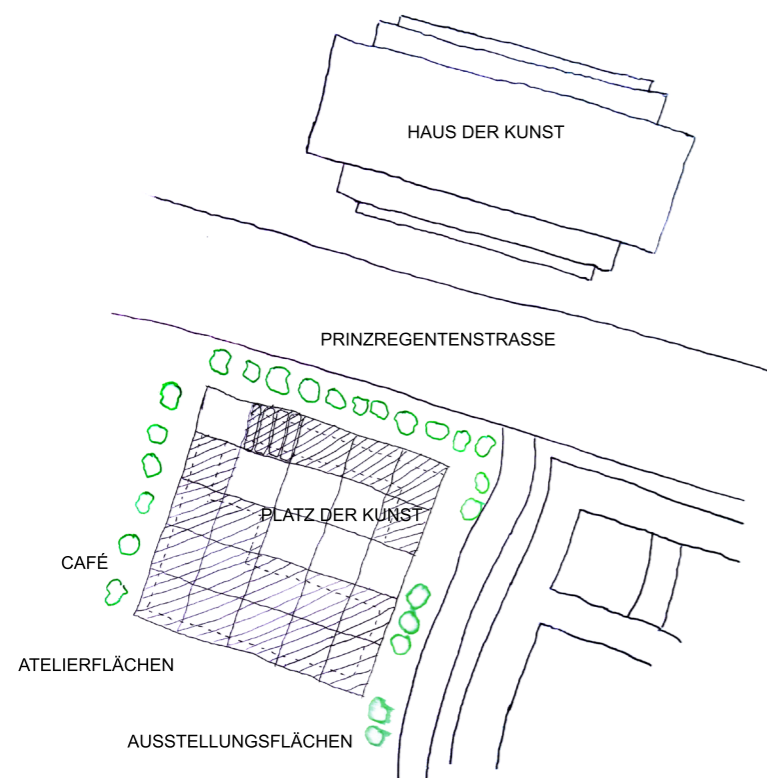 HAUS DER KUNST
PRINZREGENTENSTRASSE
PLATZ DER KUNST
CAFÉ
ATELIERFLÄCHEN
AUSSTELLUNGSFLÄCHEN